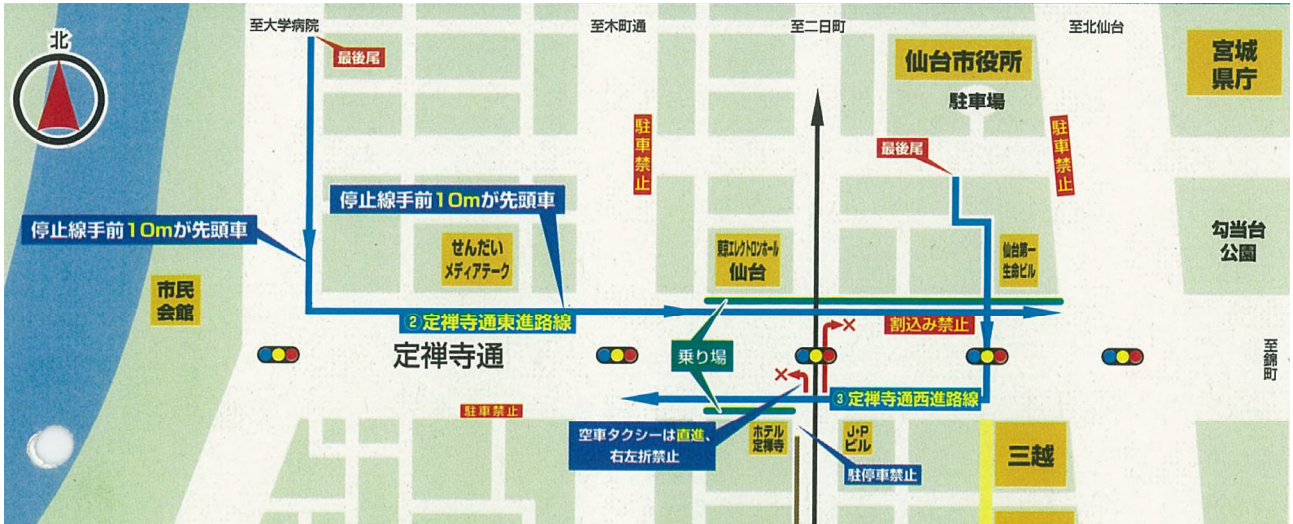 至大学病院
至木町通
至二日町
至北仙台
北
最後尾
仙台市役所
駐車場
宮城
県庁
駐車禁止
駐車禁止
最後尾
停止線手前10mが先頭車
停止線手前10mが先頭車
せんだい
メディアテーク
東京エレクトロンホール
仙台
仙台第一
生命ビル
勾当台
公園
市民
会館
②定禅寺通東進路線
割込み禁止
定禅寺通
乗り場
至錦町
③定禅寺通西進路線
駐車禁止
空車タクシーは直進、
右左折禁止
ホテル
定禅寺
J・P
ビル
駐停車禁止
三越